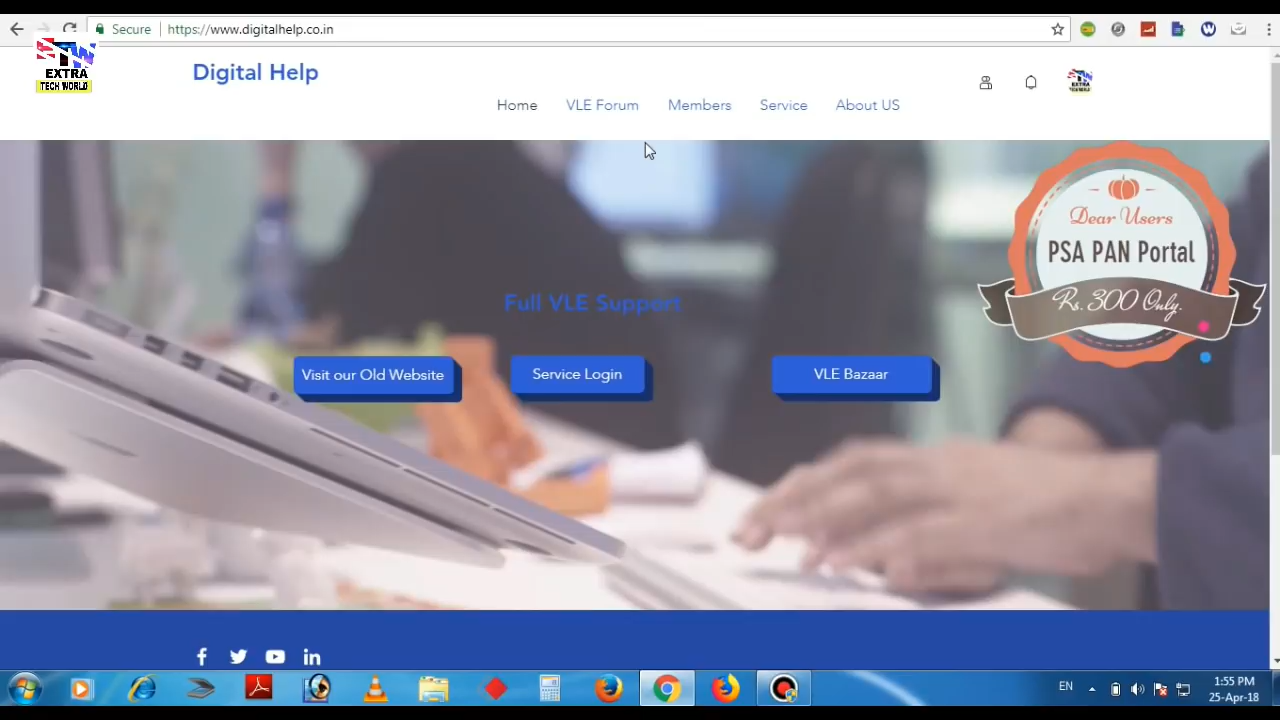 Secure
https://www.digitalhelp.co.in
EXTRA
TECH WORLD
Digital Help
Home
VLE Forum
Members
Service
About US
Dear Users
PSA PAN Portal
Rs. 300 Only.
Full VLE Support
Visit our Old Website
Service Login
VLE Bazaar
EN
1:55 PM
25-Apr-18